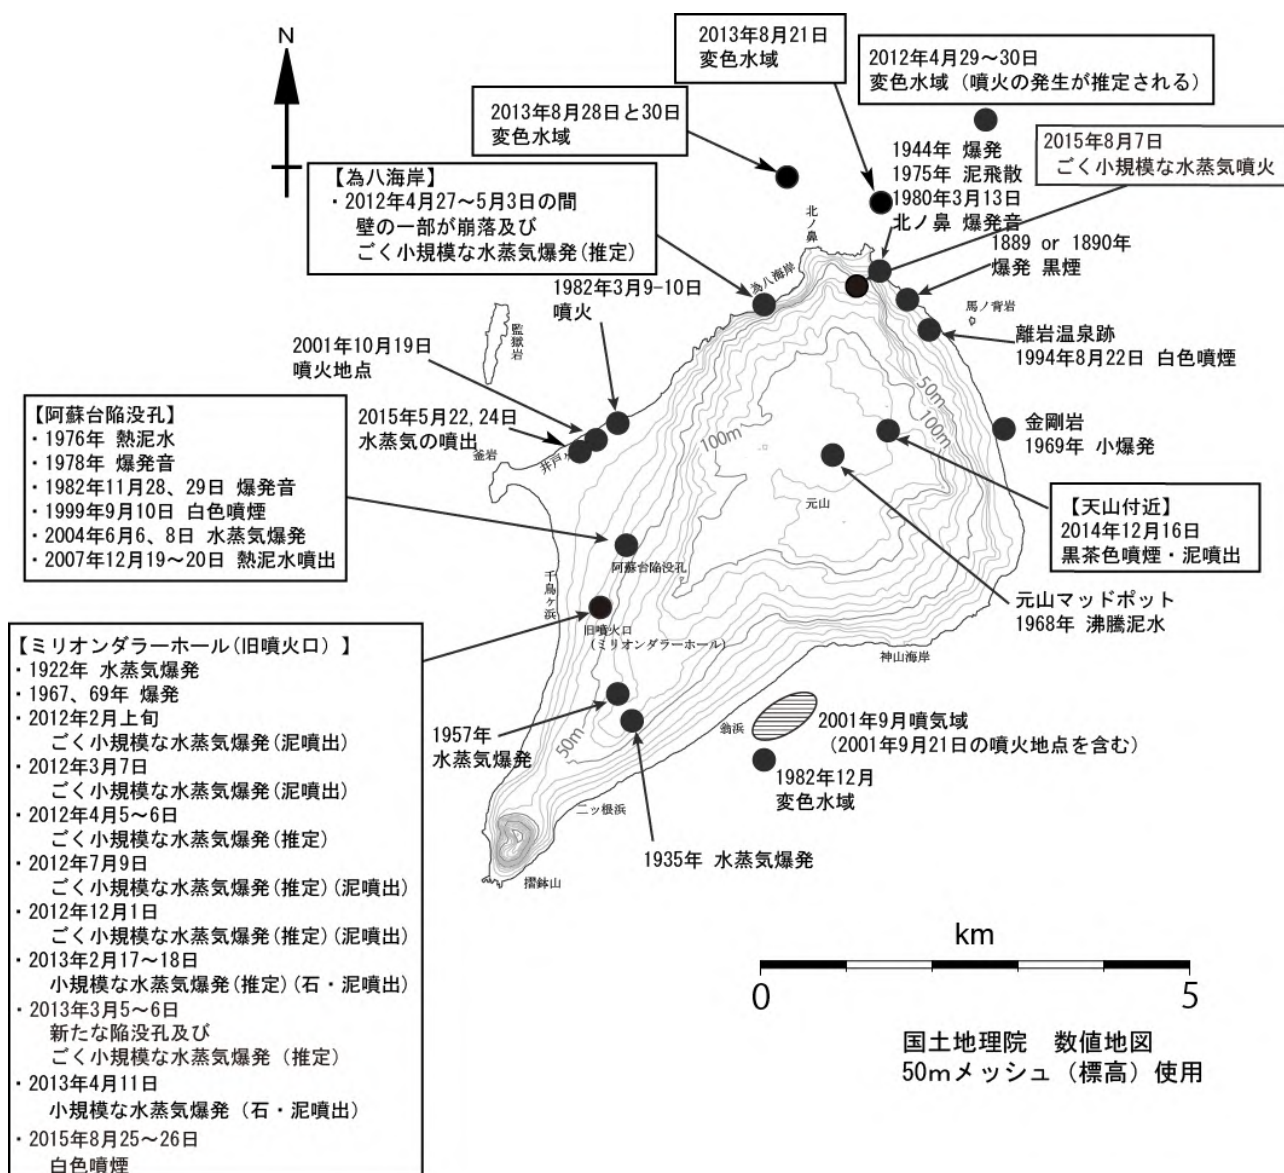 N
2013年8月21日
変色水域
2012年4月29～30日
変色水域（噴火の発生が推定される）
2013年8月28日と30日
変色水域
1944年 爆発
1975年 泥飛散
1980年3月13日
北ノ鼻 爆発音
2015年8月7日
ごく小規模な水蒸気噴火
【為八海岸】
・2012年4月27～5月3日の間
壁の一部が崩落及び
ごく小規模な水蒸気爆発(推定)
北ノ鼻
為八海岸
1889 or 1890年
爆発 黒煙
馬ノ背岩
離岩温泉跡
1994年8月22日 白色噴煙
1982年3月9-10日
噴火
監獄岩
2001年10月19日
噴火地点
2015年5月22,24日
水蒸気の噴出
釜岩
井戸ヶ
50m
100m
100m
金剛岩
1969年 小爆発
【阿蘇台陥没孔】
・1976年 熱泥水
・1978年 爆発音
・1982年11月28、29日 爆発音
・1999年9月10日 白色噴煙
・2004年6月6、8日 水蒸気爆発
・2007年12月19～20日 熱泥水噴出
元山
【天山付近】
2014年12月16日
黒茶色噴煙・泥噴出
阿蘇台陥没孔
千鳥ヶ浜
元山マッドポット
1968年 沸騰泥水
旧噴火口
(ミリオンダラーホール)
神山海岸
【ミリオンダラーホール(旧噴火口）】
・1922年 水蒸気爆発
・1967、69年 爆発
・2012年2月上旬
ごく小規模な水蒸気爆発(泥噴出)
・2012年3月7日
ごく小規模な水蒸気爆発(泥噴出)
・2012年4月5～6日
ごく小規模な水蒸気爆発(推定)
・2012年7月9日
ごく小規模な水蒸気爆発(推定)(泥噴出)
・2012年12月1日
ごく小規模な水蒸気爆発(推定)(泥噴出)
・2013年2月17～18日
小規模な水蒸気爆発(推定)(石・泥噴出)
・2013年3月5～6日
新たな陥没孔及び
ごく小規模な水蒸気爆発（推定）
・2013年4月11日
小規模な水蒸気爆発（石・泥噴出）
・2015年8月25～26日
白色噴煙
1957年
水蒸気爆発
50m
翁浜
2001年9月噴気域
（2001年9月21日の噴火地点を含む）
1982年12月
変色水域
二ッ根浜
1935年 水蒸気爆発
摺鉢山
km
0
5
国土地理院　数値地図
50mメッシュ（標高）使用